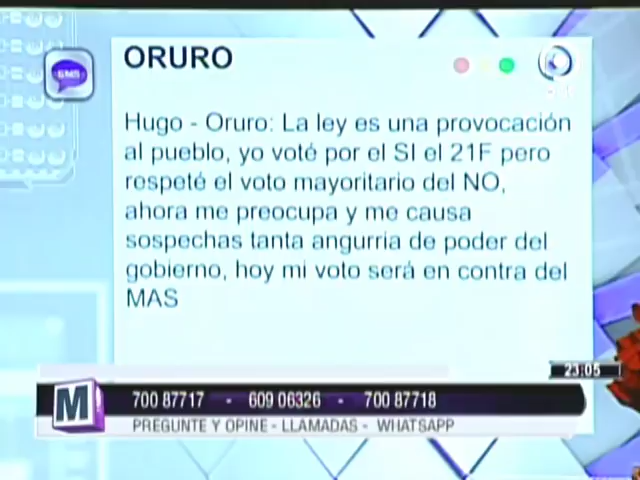 ORURO
SMS
Hugo - Oruro: La ley es una provocación
al pueblo, yo voté por el SI el 21F pero
respeté el voto mayoritario del NO,
ahora me preocupa y me causa
sospechas tanta angurria de poder del
gobierno, hoy mi voto será en contra del
MAS
23:05
M
700 87717 - 609 06326 - 700 87718
PREGUNTE Y OPINE - LLAMADAS - WHATSAPP